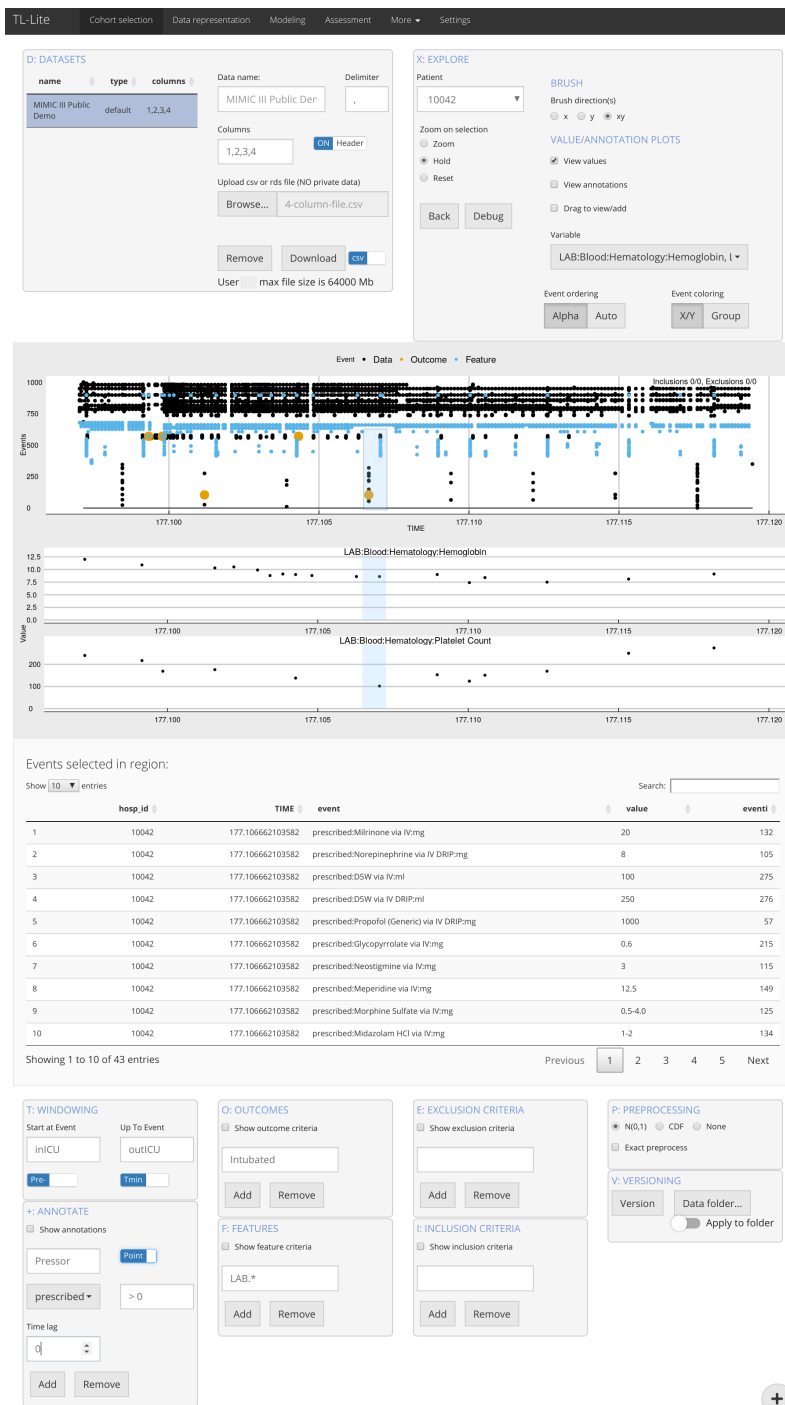 TL-Lite Cohort selection Data representation Modeling Assessment More Settings
D: DATASETS
name type columns
MIMIC III Public Demo default 1,2,3,4
Data name: Delimiter
MIMIC III Public Der ,
Columns
1,2,3,4 ON Header
Upload csv or rds file (NO private data)
Browse... 4-column-file.csv
Remove Download csv
User max file size is 64000 Mb
X: EXPLORE
Patient
10042
Zoom on selection
Zoom
Hold
Reset
Back Debug
BRUSH
Brush direction(s)
x y xy
VALUE/ANNOTATION PLOTS
View values
View annotations
Drag to view/add
Variable
LAB:Blood:Hematology:Hemoglobin, L
Event ordering Event coloring
Alpha Auto X/Y Group
Event Data Outcome Feature
Inclusions 0/0, Exclusions 0/0
1000
750
500
250
0
Events
177.100 177.105 177.110 177.115 177.120
TIME
LAB:Blood:Hematology:Hemoglobin
12.5
10.0
7.5
5.0
2.5
0.0
177.100 177.105 177.110 177.115 177.120
Value
LAB:Blood:Hematology:Platelet Count
200
100
0
177.100 177.105 177.110 177.115 177.120
Events selected in region:
Show 10 entries Search:
hosp_id TIME event value eventi
1 10042 177.106662103582 prescribed:Milrinone via IV:mg 20 132
2 10042 177.106662103582 prescribed:Norepinephrine via IV DRIP:mg 8 105
3 10042 177.106662103582 prescribed:D5W via IV:ml 100 275
4 10042 177.106662103582 prescribed:D5W via IV DRIP:ml 250 276
5 10042 177.106662103582 prescribed:Propofol (Generic) via IV DRIP:mg 1000 57
6 10042 177.106662103582 prescribed:Glycopyrrolate via IV:mg 0.6 215
7 10042 177.106662103582 prescribed:Neostigmine via IV:mg 3 115
8 10042 177.106662103582 prescribed:Meperidine via IV:mg 12.5 149
9 10042 177.106662103582 prescribed:Morphine Sulfate via IV:mg 0.5-4.0 125
10 10042 177.106662103582 prescribed:Midazolam HCl via IV:mg 1-2 134
Showing 1 to 10 of 43 entries Previous 1 2 3 4 5 Next
T: WINDOWING
Start at Event Up To Event
inICU outICU
Pre- Tmin
+: ANNOTATE
Show annotations
Pressor Point
prescribed > 0
Time lag
0
Add Remove
O: OUTCOMES
Show outcome criteria
Intubated
Add Remove
F: FEATURES
Show feature criteria
LAB.*
Add Remove
E: EXCLUSION CRITERIA
Show exclusion criteria
Add Remove
I: INCLUSION CRITERIA
Show inclusion criteria
Add Remove
P: PREPROCESSING
N(0,1) CDF None
Exact preprocess
V: VERSIONING
Version Data folder...
Apply to folder
+